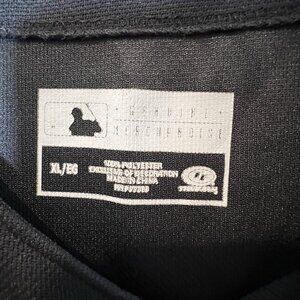 GENUINE
MERCHANDISE
XL/EG
100% POLYESTER
EXCLUSIVE OF DECORATION
MADE IN CHINA